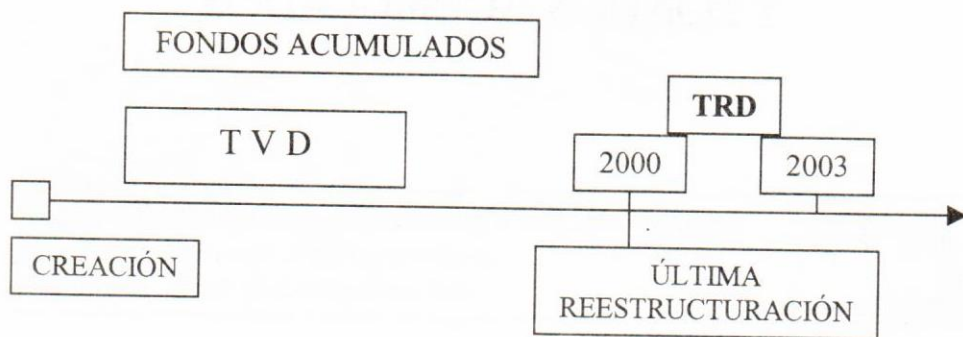 FONDOS ACUMULADOS
T V D
TRD
2000
2003
CREACIÓN
ÚLTIMA
REESTRUCTURACIÓN